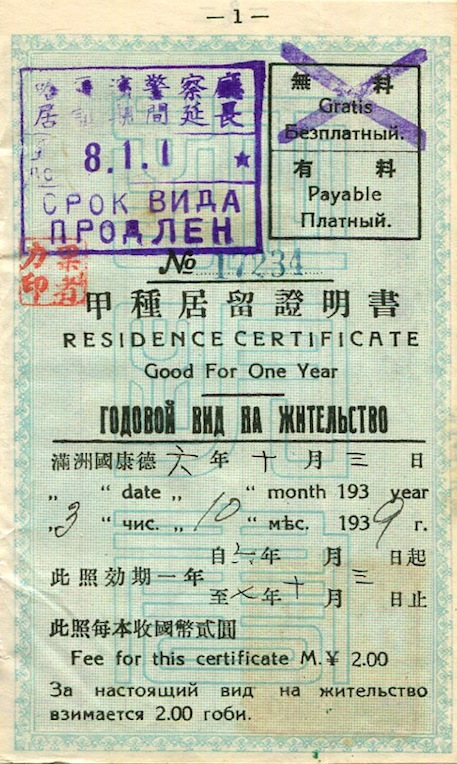 — 1 —
警察廳長
居 期間延
8.1.1 ★
СРОК ВИДА
ПРОДЛЕН
無 料
Gratis
Безплатный.
有 料
Payable
Платный.
№ 17234
甲種居留證明書
RESIDENCE CERTIFICATE
Good For One Year
ГОДОВОЙ ВИД НА ЖИТЕЛЬСТВО
滿洲國康德 六 年 十 月 三 日
„ “ date „ “ month 193 year
„ 3 “ чис. „ 10 “ мѣс. 1939 г.
自 六 年 月 日起
此照効期一年
至 七 年 十 月 三 日止
此照每本收國幣貳圓
Fee for this certificate M.¥ 2.00
За настоящий вид на жительство
взимается 2.00 гоби.